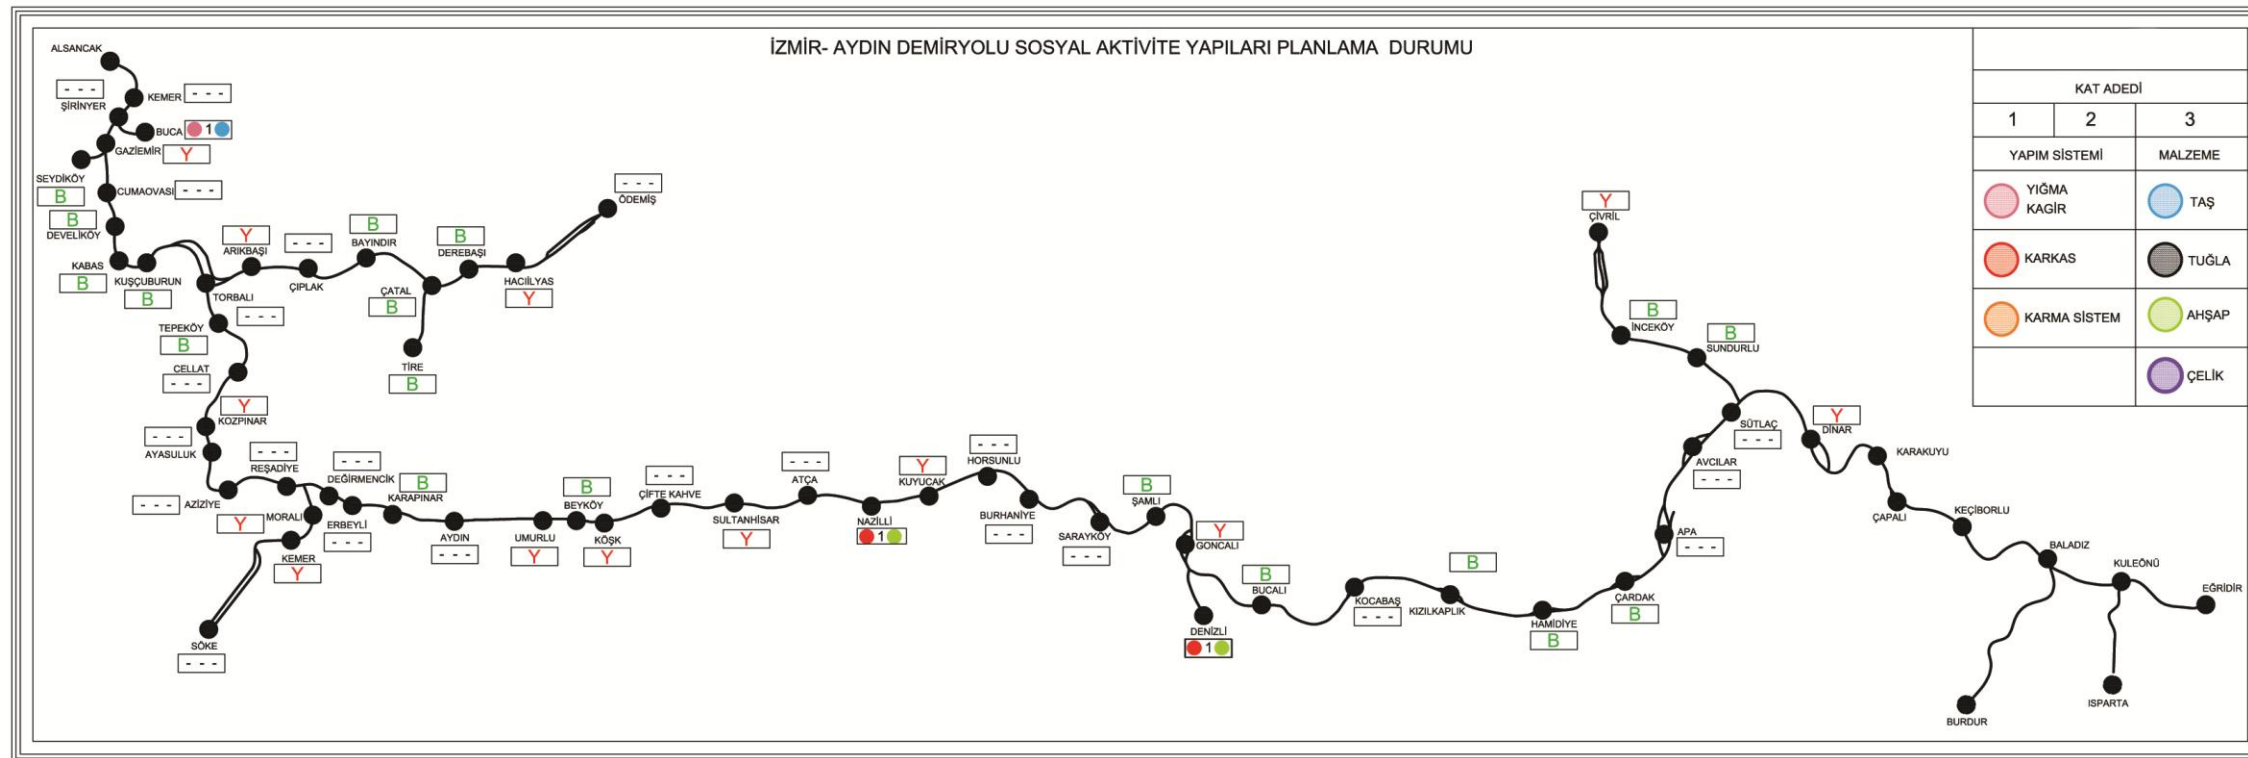 İZMİR- AYDIN DEMİRYOLU SOSYAL AKTİVİTE YAPILARI PLANLAMA DURUMU
ALSANCAK
- - -
ŞİRİNYER
KEMER - - -
BUCA 1
GAZİEMİR Y
SEYDİKÖY
B
CUMAOVASI - - -
B
DEVELİKÖY
KABAS
B
KUŞÇUBURUN
B
TORBALI
- - -
Y
ARIKBAŞI
- - -
ÇIPLAK
B
BAYINDIR
ÇATAL
B
TİRE
B
B
DEREBAŞI
HACİİLYAS
Y
- - -
ÖDEMİŞ
TEPEKÖY
B
CELLAT
- - -
Y
KOZPINAR
- - -
AYASULUK
- - - AZİZİYE
- - -
REŞADİYE
Y
MORALI
KEMER
Y
SÖKE
- - -
- - -
DEĞİRMENCİK
ERBEYLİ
- - -
B
KARAPINAR
AYDIN
- - -
UMURLU
Y
B
BEYKÖY
KÖŞK
Y
- - -
ÇİFTE KAHVE
SULTANHİSAR
Y
- - -
ATÇA
NAZİLLİ
1
Y
KUYUCAK
- - -
HORSUNLU
BURHANİYE
- - -
SARAYKÖY
- - -
B
ŞAMLI
Y
GONCALI
DENİZLİ
1
B
BUCALI
KOCABAŞ
- - -
B
KIZILKAPLIK
HAMİDİYE
B
ÇARDAK
B
APA
- - -
AVCILAR
- - -
SÜTLAÇ
- - -
B
SUNDURLU
B
İNCEKÖY
Y
ÇİVRİL
Y
DİNAR
KARAKUYU
ÇAPALI
KEÇİBORLU
BALADIZ
BURDUR
KULEÖNÜ
ISPARTA
EĞRİDİR
KAT ADEDİ
1 2 3
YAPIM SİSTEMİ MALZEME
YIĞMA
KAGİR
TAŞ
KARKAS TUĞLA
KARMA SİSTEM AHŞAP
ÇELİK